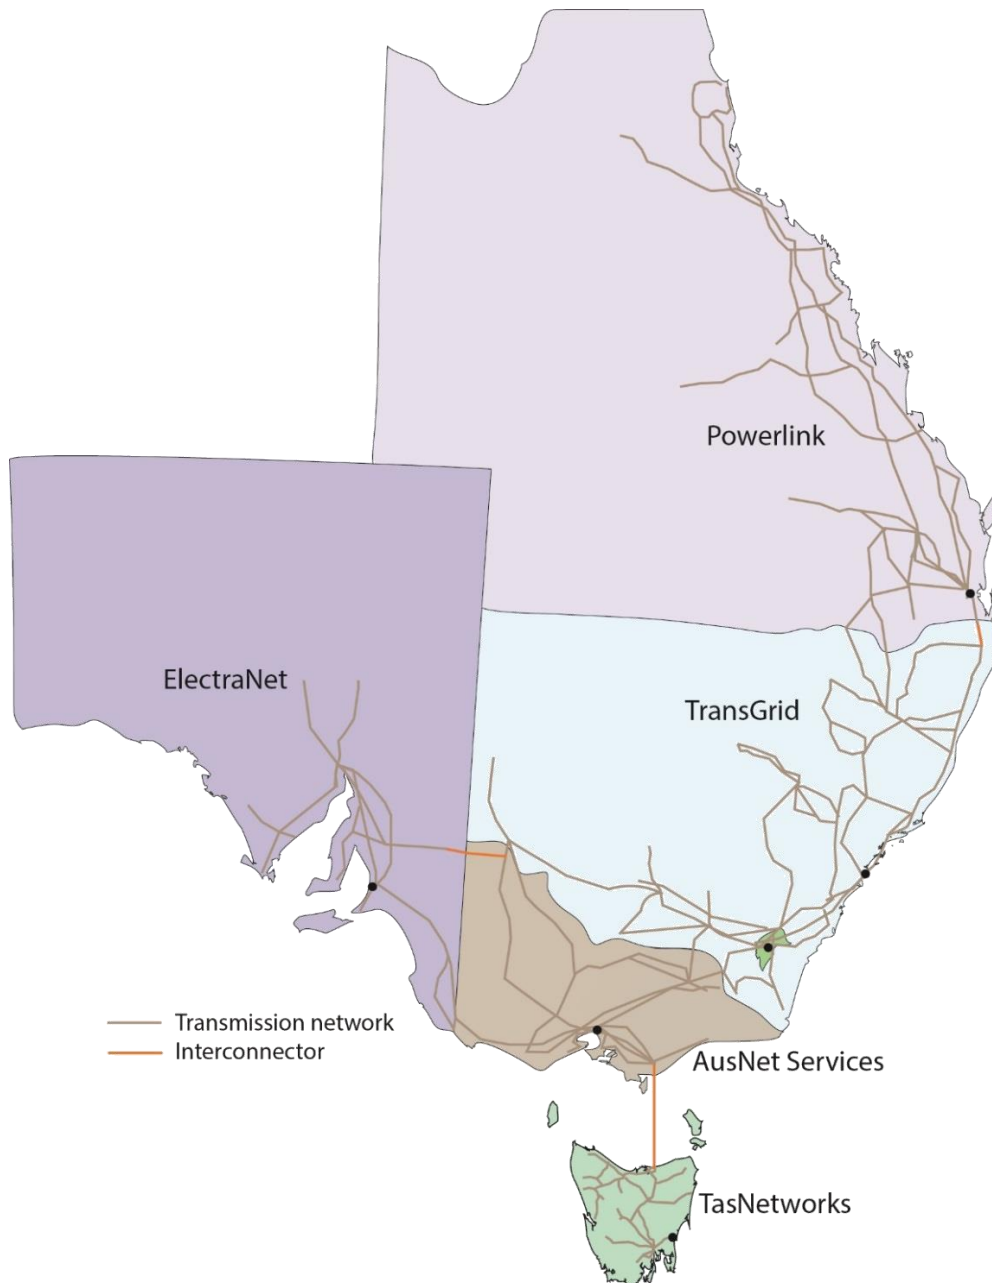 Powerlink
ElectraNet
TransGrid
Transmission network
Interconnector
AusNet Services
TasNetworks